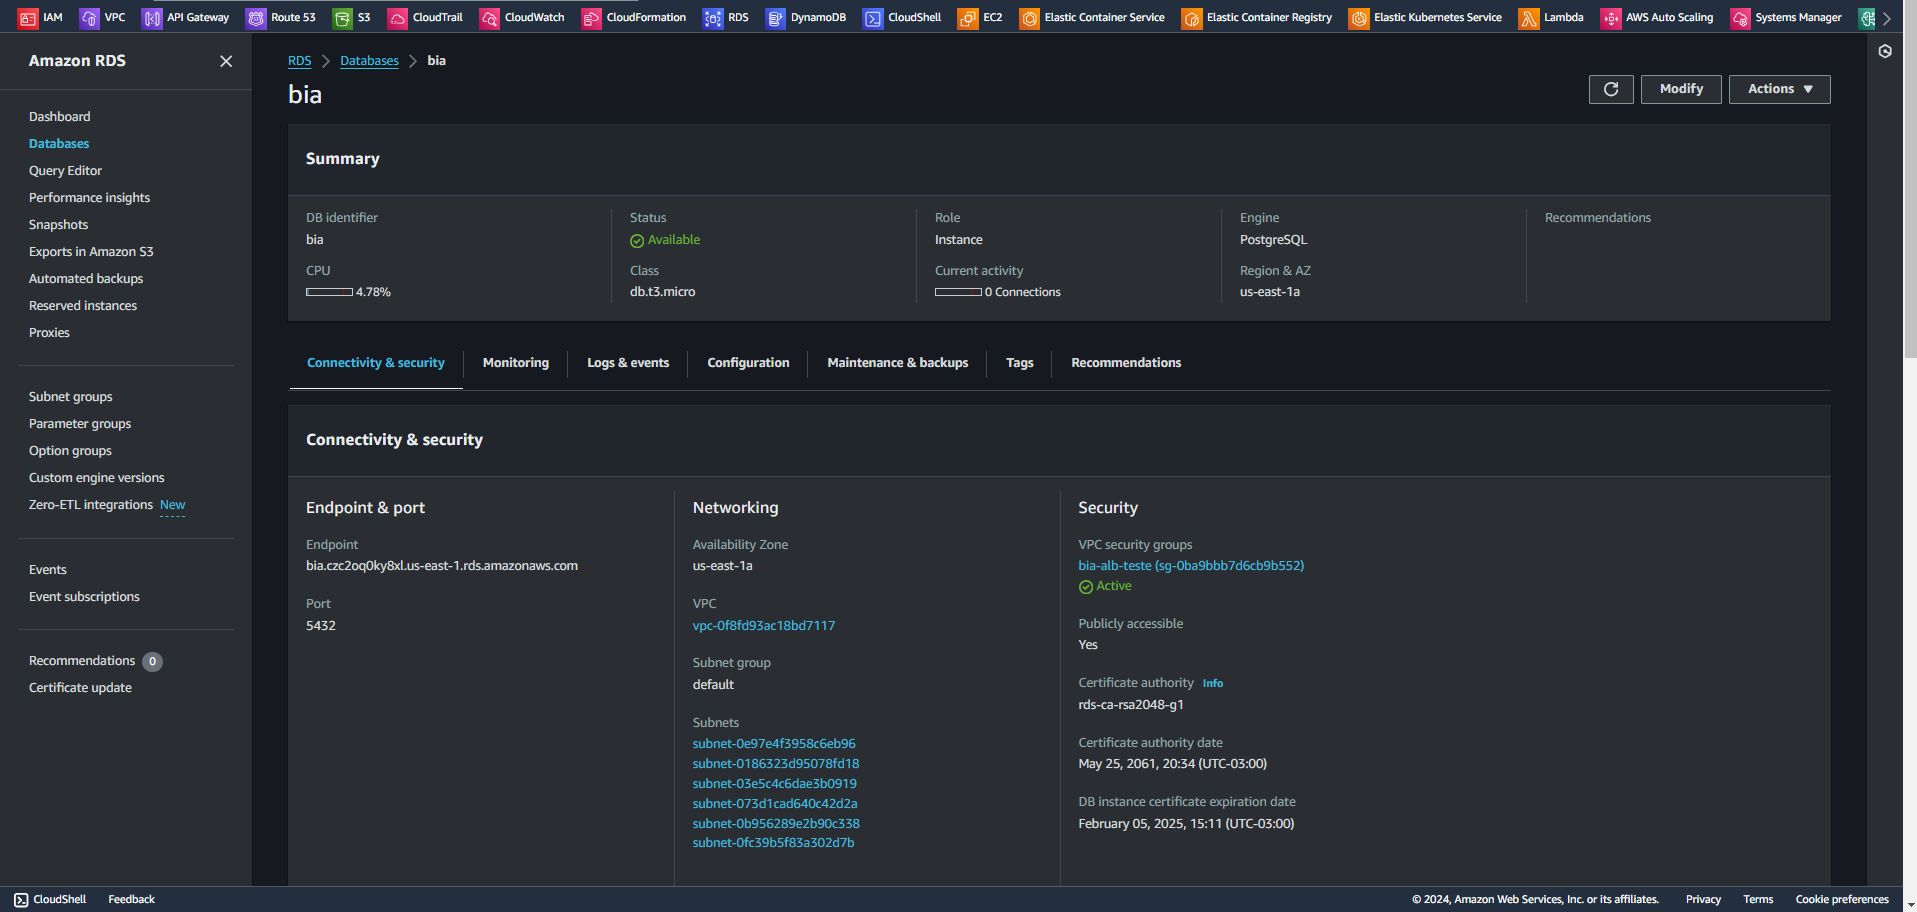 IAM VPC API Gateway Route 53 S3 CloudTrail CloudWatch CloudFormation RDS DynamoDB CloudShell EC2 Elastic Container Service Elastic Container Registry Elastic Kubernetes Service Lambda AWS Auto Scaling Systems Manager
Amazon RDS
Dashboard
Databases
Query Editor
Performance insights
Snapshots
Exports in Amazon S3
Automated backups
Reserved instances
Proxies
Subnet groups
Parameter groups
Option groups
Custom engine versions
Zero-ETL integrations New
Events
Event subscriptions
Recommendations 0
Certificate update
RDS > Databases > bia
bia
Modify
Actions
Summary
DB identifier
bia
CPU
4.78%
Status
Available
Class
db.t3.micro
Role
Instance
Current activity
0 Connections
Engine
PostgreSQL
Region & AZ
us-east-1a
Recommendations
Connectivity & security Monitoring Logs & events Configuration Maintenance & backups Tags Recommendations
Connectivity & security
Endpoint & port
Endpoint
bia.czc2oq0ky8xl.us-east-1.rds.amazonaws.com
Port
5432
Networking
Availability Zone
us-east-1a
VPC
vpc-0f8fd93ac18bd7117
Subnet group
default
Subnets
subnet-0e97e4f3958c6eb96
subnet-0186323d95078fd18
subnet-03e5c4c6dae3b0919
subnet-073d1cad640c42d2a
subnet-0b956289e2b90c338
subnet-0fc39b5f83a302d7b
Security
VPC security groups
bia-alb-teste (sg-0ba9bbb7d6cb9b552)
Active
Publicly accessible
Yes
Certificate authority Info
rds-ca-rsa2048-g1
Certificate authority date
May 25, 2061, 20:34 (UTC-03:00)
DB instance certificate expiration date
February 05, 2025, 15:11 (UTC-03:00)
CloudShell Feedback © 2024, Amazon Web Services, Inc. or its affiliates. Privacy Terms Cookie preferences